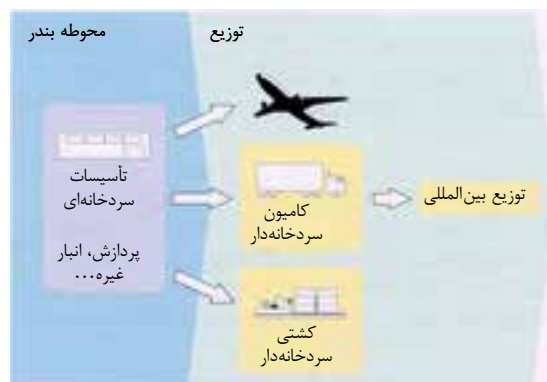 محوطه بندر
توزیع
تأسیسات
سردخانه‌ای
پردازش، انبار
غیره...
کامیون
سردخانه‌دار
کشتی
سردخانه‌دار
توزیع بین‌المللی